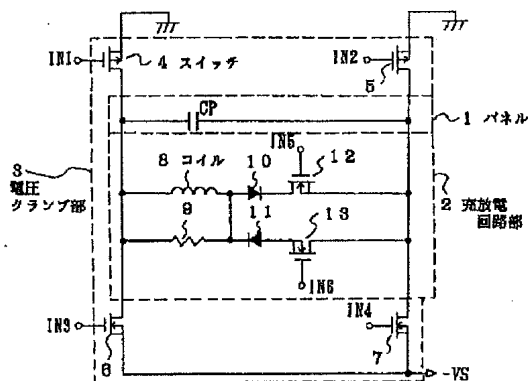 IN1
4 スイッチ
IN2
5
CP
1 パネル
IN5
12
8 コイル
10
3
電圧
クランプ部
2 充放電
回路部
9
11
13
IN6
IN3
6
IN4
7
-VS